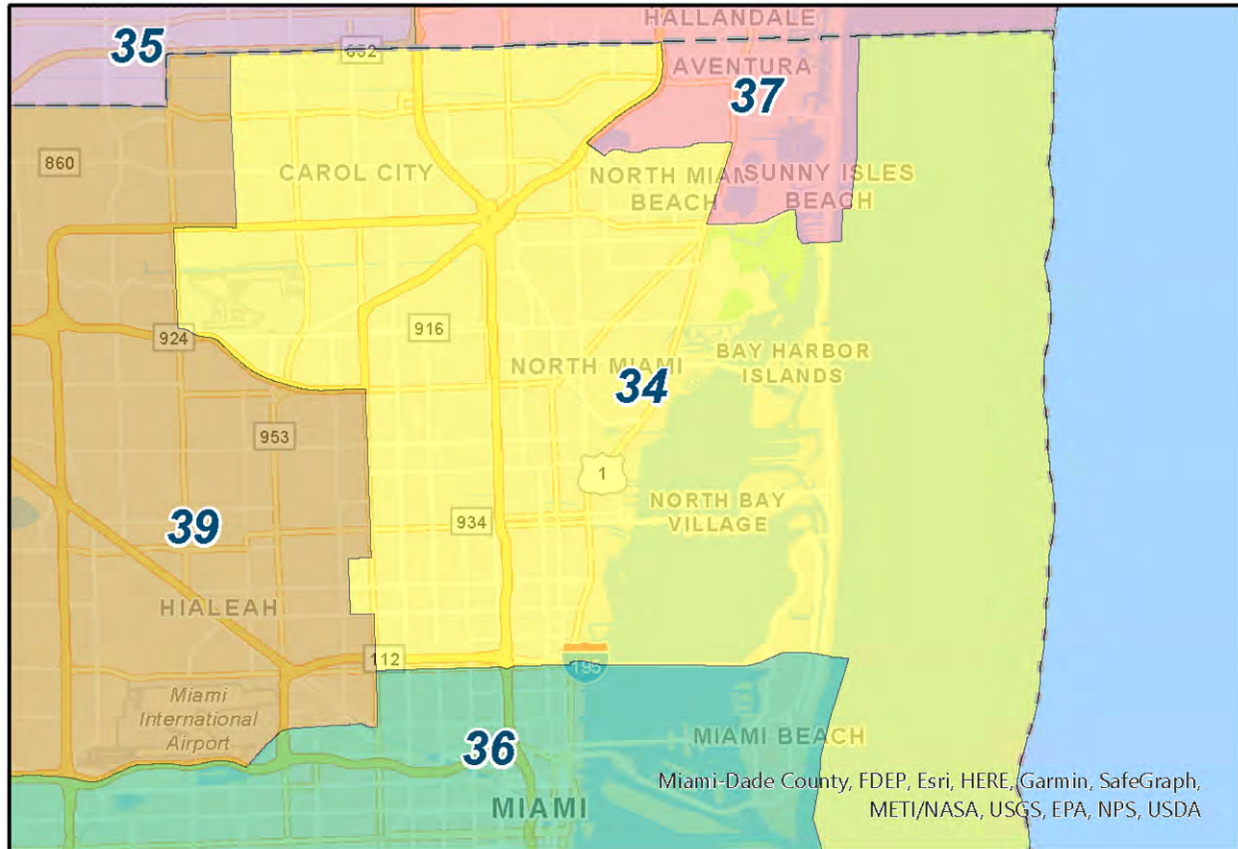 HALLANDALE
35
652
AVENTURA
37
860
CAROL CITY
NORTH MIAMI
BEACH
SUNNY ISLES
BEACH
924
916
BAY HARBOR
ISLANDS
NORTH MIAMI
34
953
1
NORTH BAY
VILLAGE
934
39
HIALEAH
112
195
Miami
International
Airport
36
MIAMI BEACH
Miami-Dade County, FDEP, Esri, HERE, Garmin, SafeGraph,
METI/NASA, USGS, EPA, NPS, USDA
MIAMI